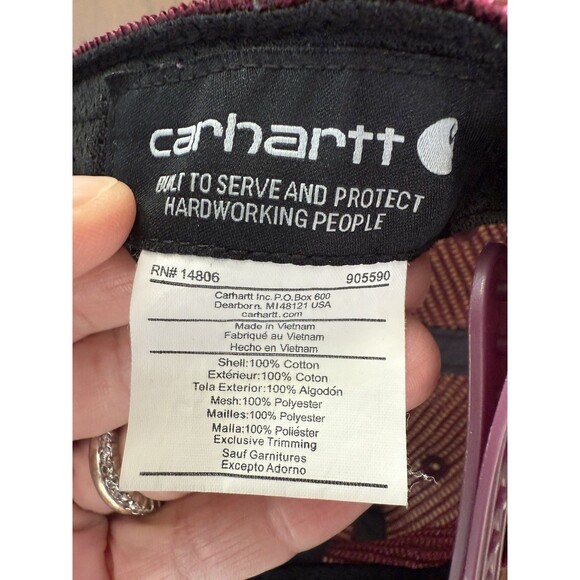 carhartt
BUILT TO SERVE AND PROTECT
HARDWORKING PEOPLE
RN# 14806 905590
Carhartt Inc.P.O.Box 600
Dearborn. MI48121 USA
carhartt.com
Made in Vietnam
Fabriqué au Vietnam
Hecho en Vietnam
Shell:100% Cotton
Extérieur:100% Coton
Tela Exterior:100% Algodón
Mesh:100% Polyester
Mailles:100% Polyester
Malla:100% Poliéster
Exclusive Trimming
Sauf Garnitures
Excepto Adorno